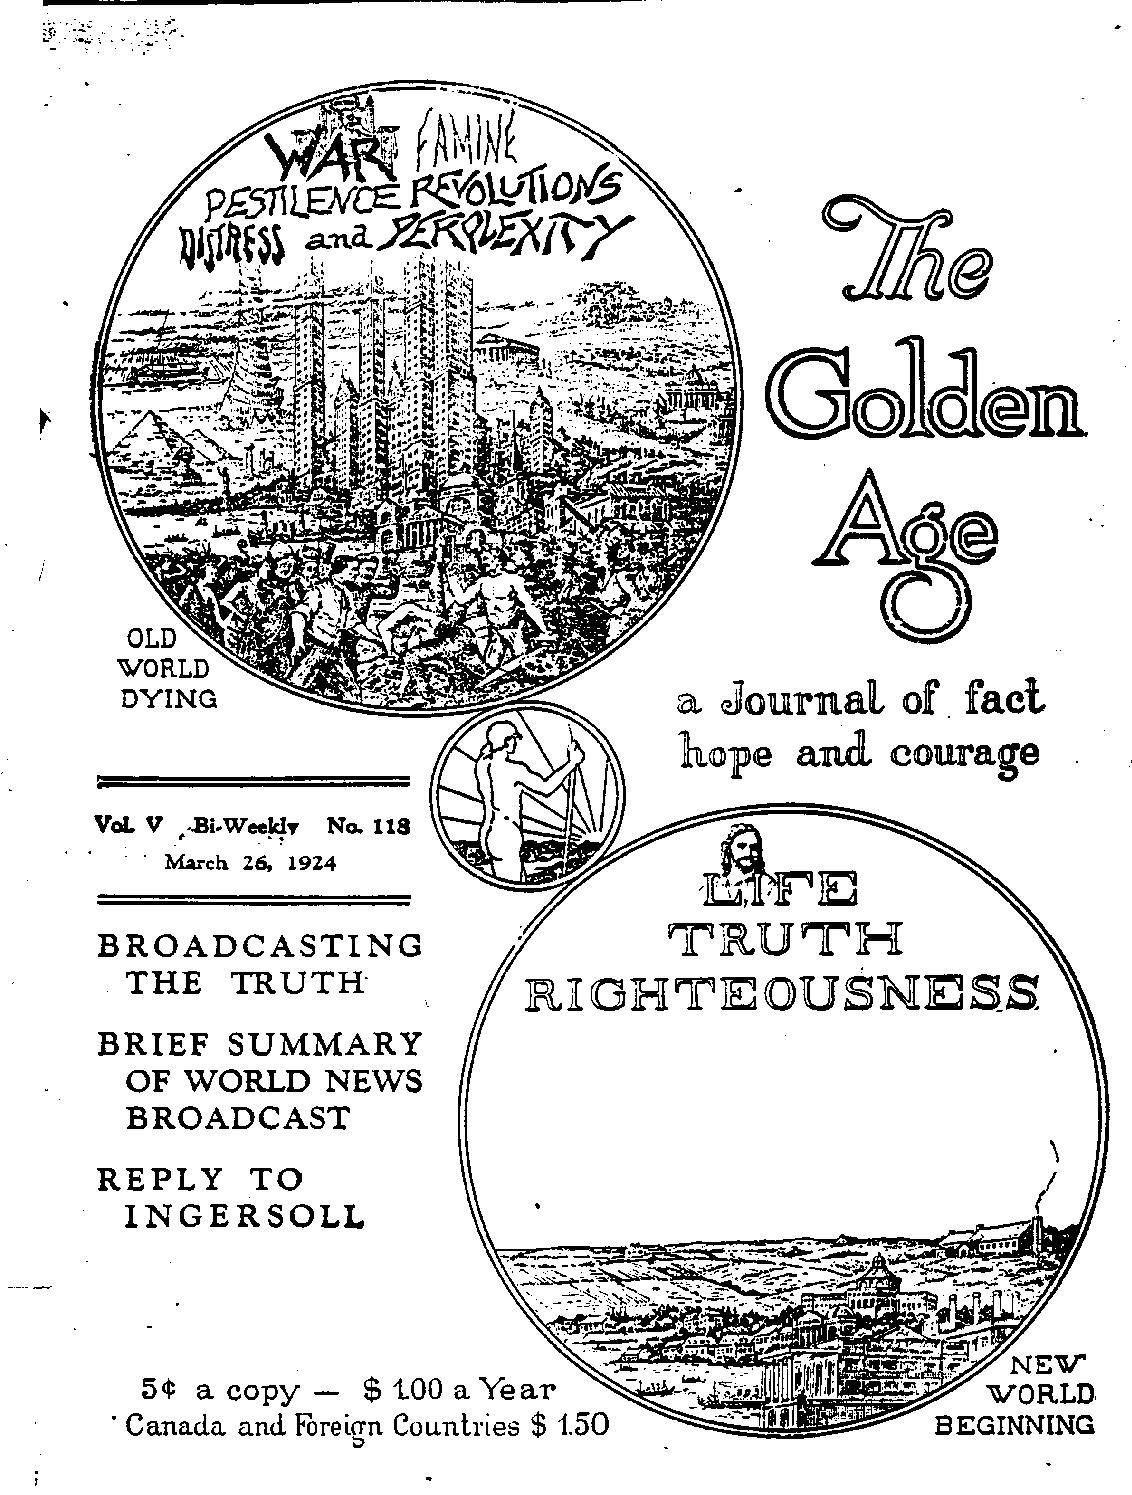 WAR FAMINE
PESTILENCE REVOLUTIONS
DISTRESS and PERPLEXITY
The
Golden
Age
a Journal of fact
hope and courage
OLD
WORLD
DYING
Vol. V Bi-Weekly No. 118
March 26, 1924
BROADCASTING
THE TRUTH
BRIEF SUMMARY
OF WORLD NEWS
BROADCAST
REPLY TO
INGERSOLL
LIFE
TRUTH
RIGHTEOUSNESS
NEW
WORLD
BEGINNING
5¢ a copy — $ 1.00 a Year
Canada and Foreign Countries $ 1.50